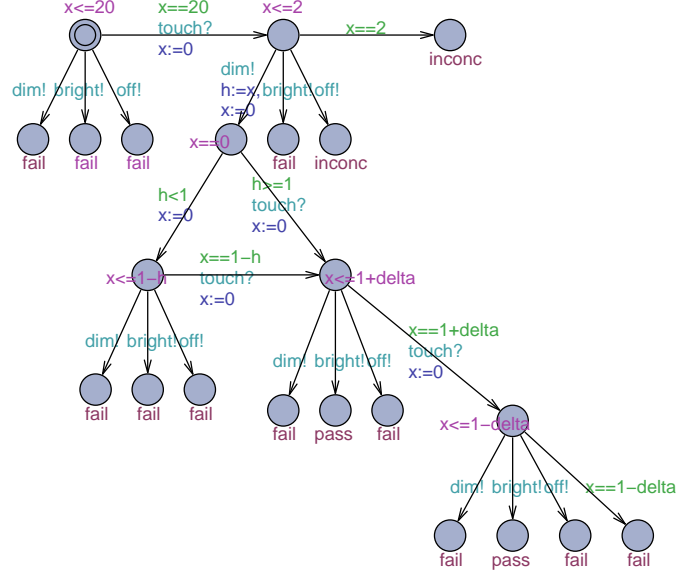 x<=20 x==20 x<=2
touch? x==2
x:=0 inconc
dim! bright! off! dim! bright! off!
h:=x,
x:=0
fail fail fail x==0 fail inconc
h<1 h>=1
x:=0 touch?
x:=0
x==1−h
x<=1−h touch? x<=1+delta
x:=0
x==1+delta
dim! bright! off! touch?
dim! bright! off! x:=0
fail fail fail
fail pass fail x<=1−delta
dim! bright! off! x==1−delta
fail pass fail fail